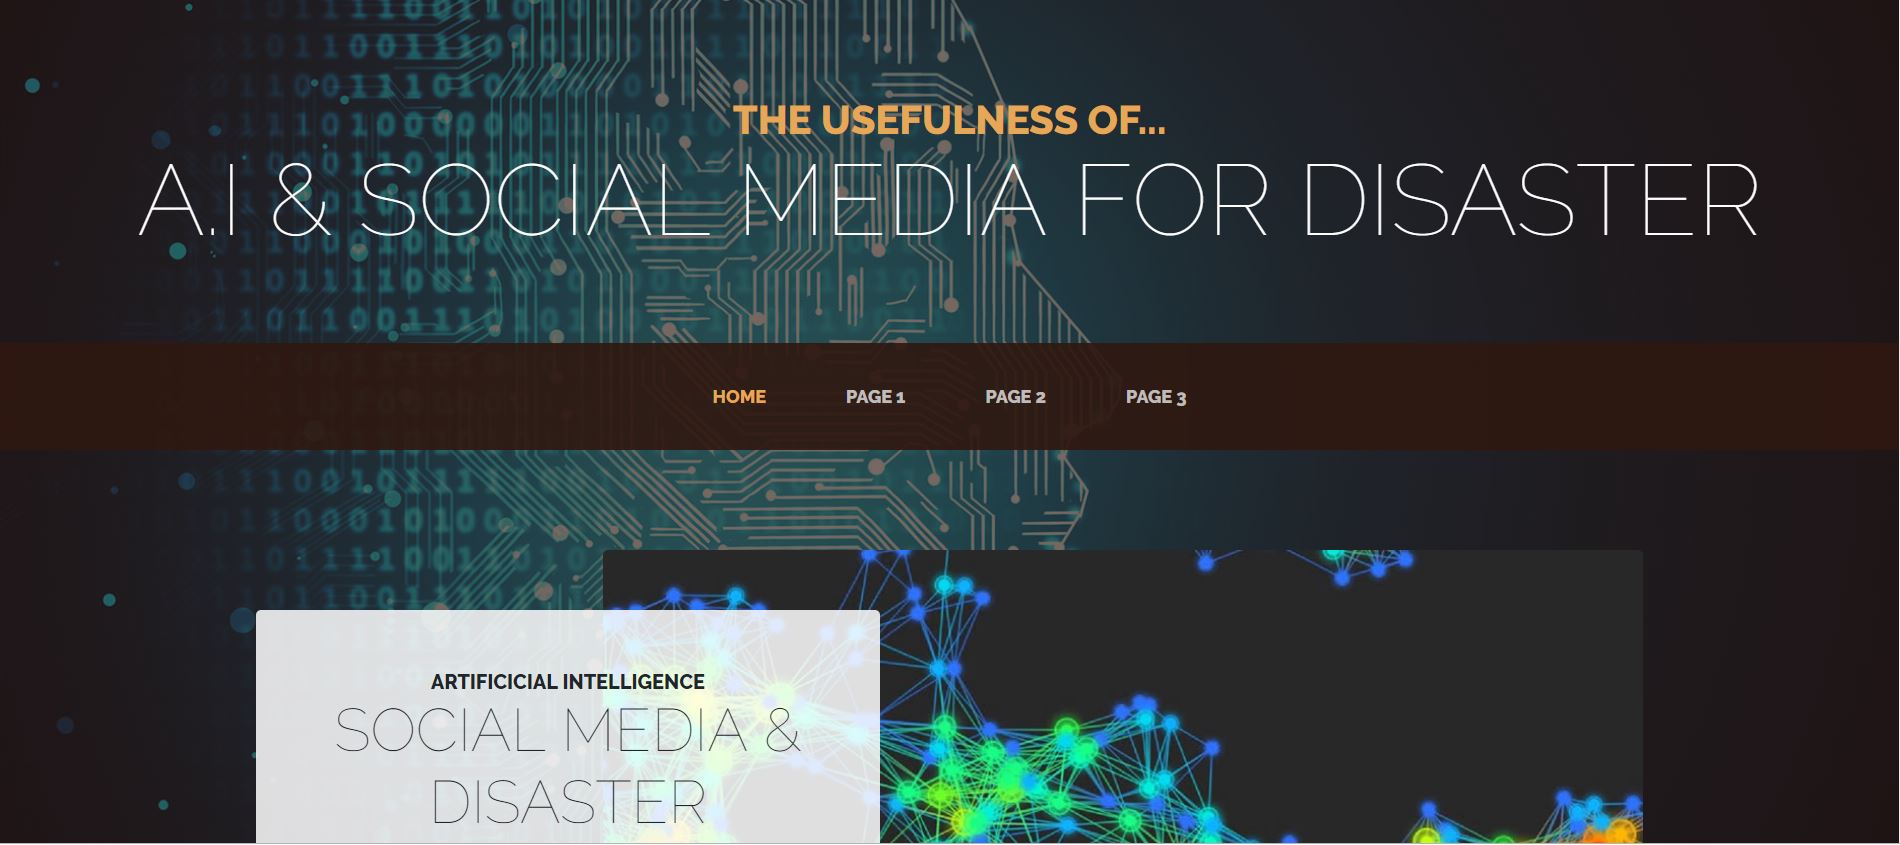 THE USEFULNESS OF...
A.I & SOCIAL MEDIA FOR DISASTER
HOME PAGE 1 PAGE 2 PAGE 3
ARTIFICICIAL INTELLIGENCE
SOCIAL MEDIA &
DISASTER